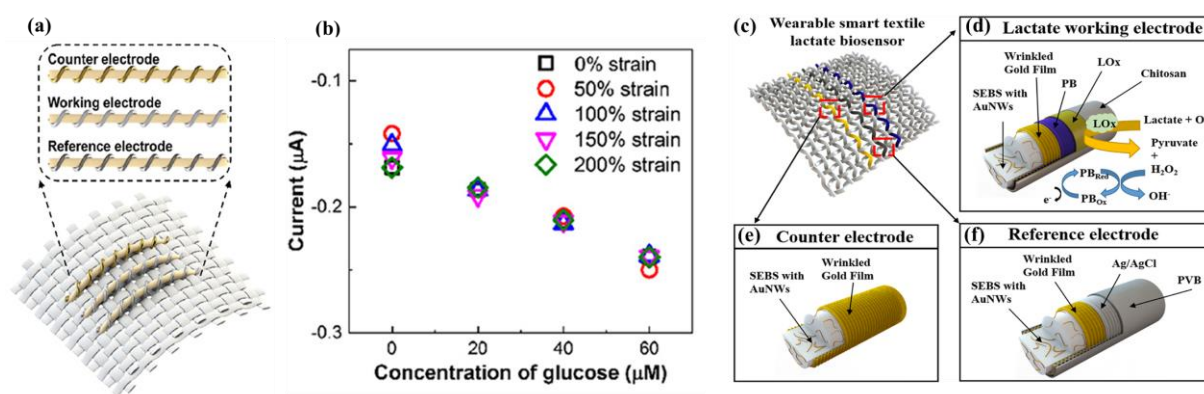 (a)
Counter electrode
Working electrode
Reference electrode
(b)
-0.1
-0.2
-0.3
Current (μA)
0% strain
50% strain
100% strain
150% strain
200% strain
0 20 40 60
Concentration of glucose (μM)
(c)
Wearable smart textile
lactate biosensor
(d) Lactate working electrode
Wrinkled
Gold Film
PB
LOx
Chitosan
SEBS with
AuNWs
LOx
Lactate + O
Pyruvate
+
H2O2
PBRed
e-
PBOx
OH-
(e) Counter electrode
SEBS with
AuNWs
Wrinkled
Gold Film
(f) Reference electrode
Wrinkled
Gold Film
Ag/AgCl
SEBS with
AuNWs
PVB